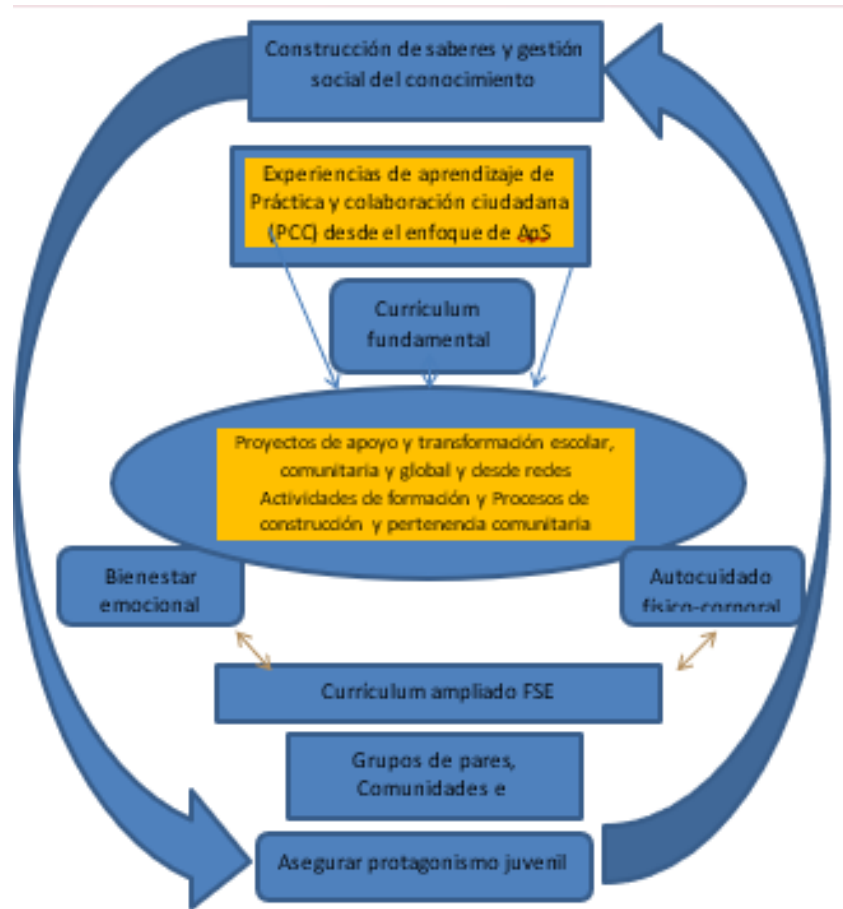 Construcción de saberes y gestión
social del conocimiento
Experiencias de aprendizaje de
Práctica y colaboración ciudadana
(PCC) desde el enfoque de ApS
Curriculum
fundamental
Proyectos de apoyo y transformación escolar,
comunitaria y global y desde redes
Actividades de formación y Procesos de
construcción y pertenencia comunitaria
Bienestar
emocional
Autocuidado
físico-corporal
Curriculum ampliado FSE
Grupos de pares,
Comunidades e
Asegurar protagonismo juvenil